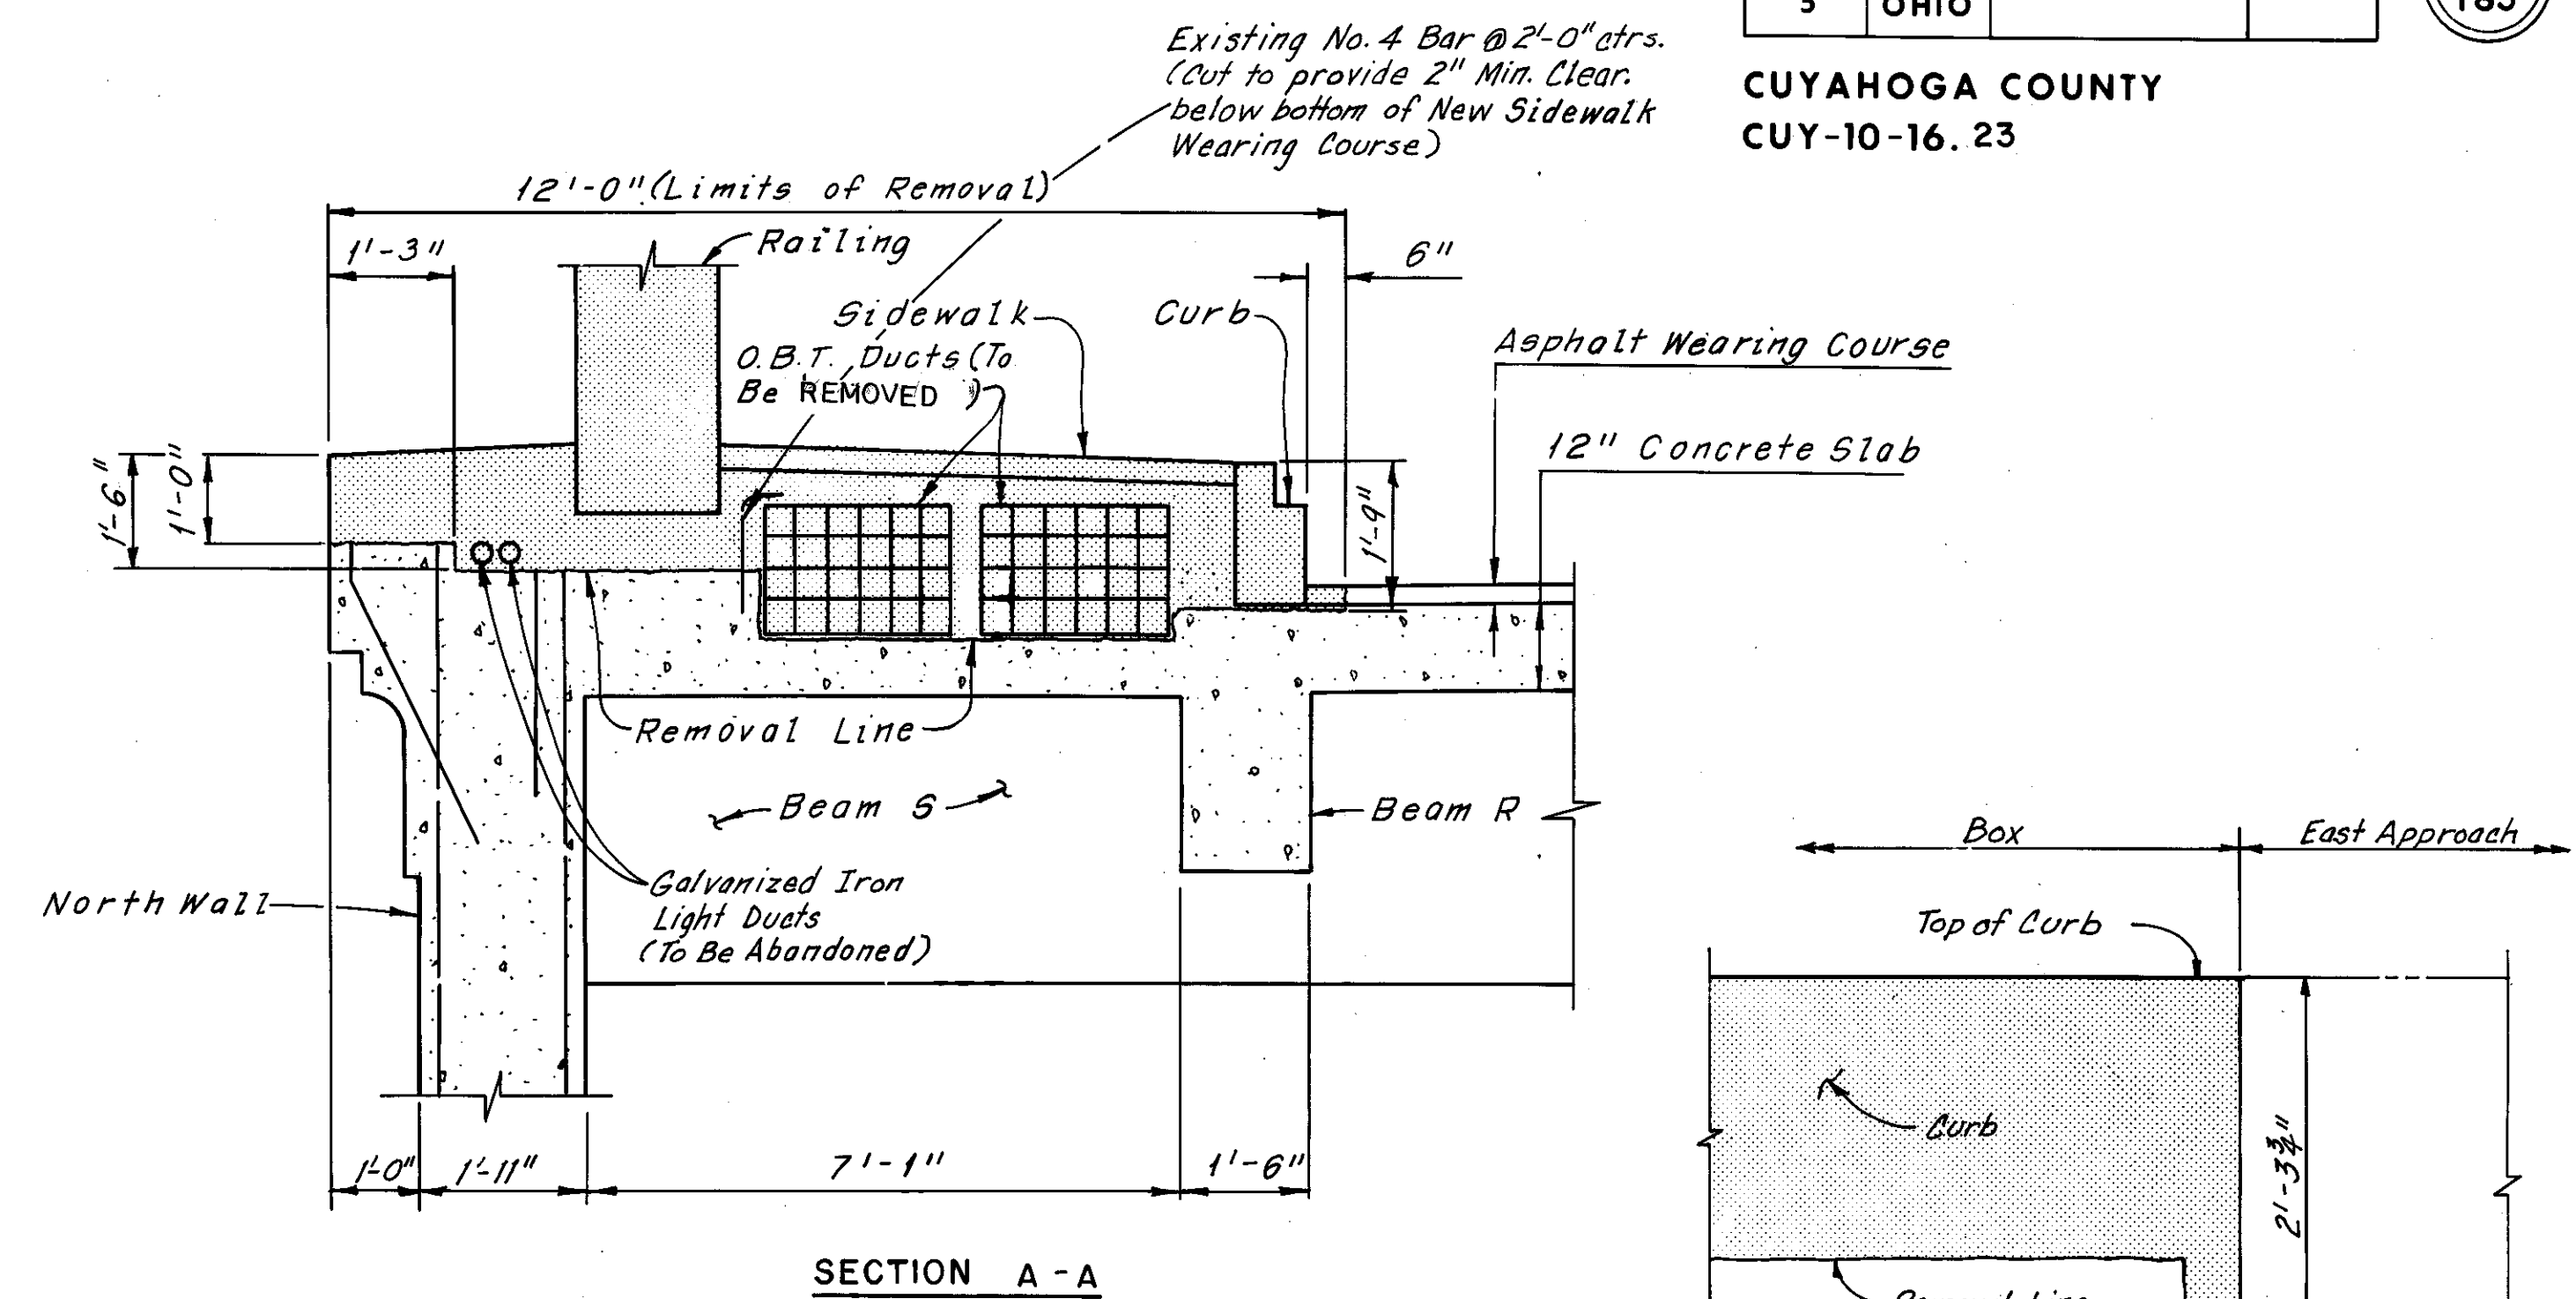 5 OHIO
185
CUYAHOGA COUNTY
CUY-10-16.23
Existing No. 4 Bar @ 2'-0" ctrs.
(Cut to provide 2" Min. Clear.
below bottom of New Sidewalk
Wearing Course)
12'-0" (Limits of Removal)
1'-3"
Railing
6"
Sidewalk
Curb
O.B.T. Ducts (To
Be REMOVED )
Asphalt Wearing Course
12" Concrete Slab
1'-6"
1'-0"
1'-9"
Removal Line
Beam S
Beam R
North Wall
Galvanized Iron
Light Ducts
(To Be Abandoned)
1'-0"
1'-11"
7'-1"
1'-6"
SECTION A-A
Box
East Approach
Top of Curb
Curb
2'-3¾"